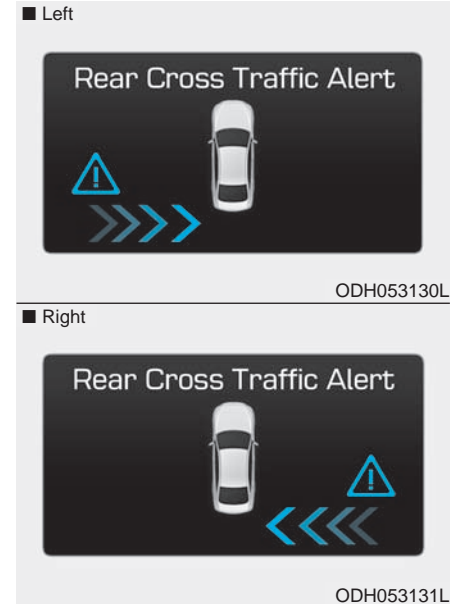 ■ Left
Rear Cross Traffic Alert
ODH053130L
■ Right
Rear Cross Traffic Alert
ODH053131L